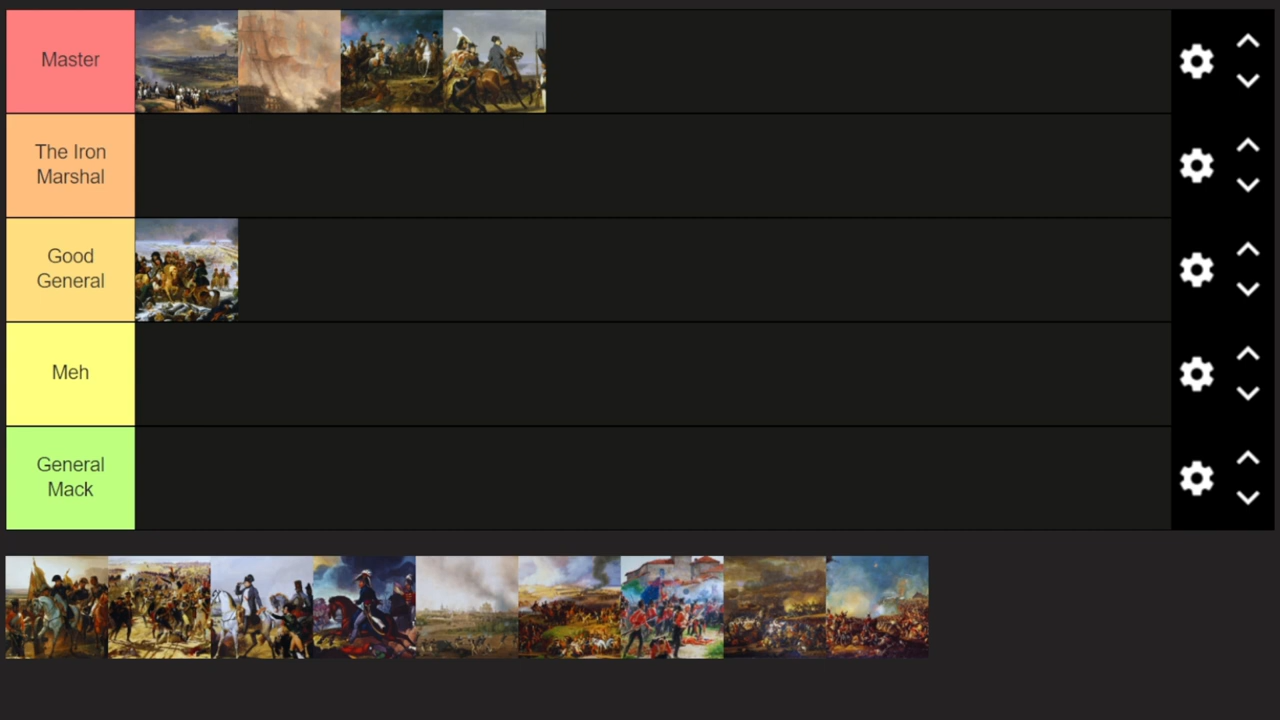 Master
The Iron
Marshal
Good
General
Meh
General
Mack